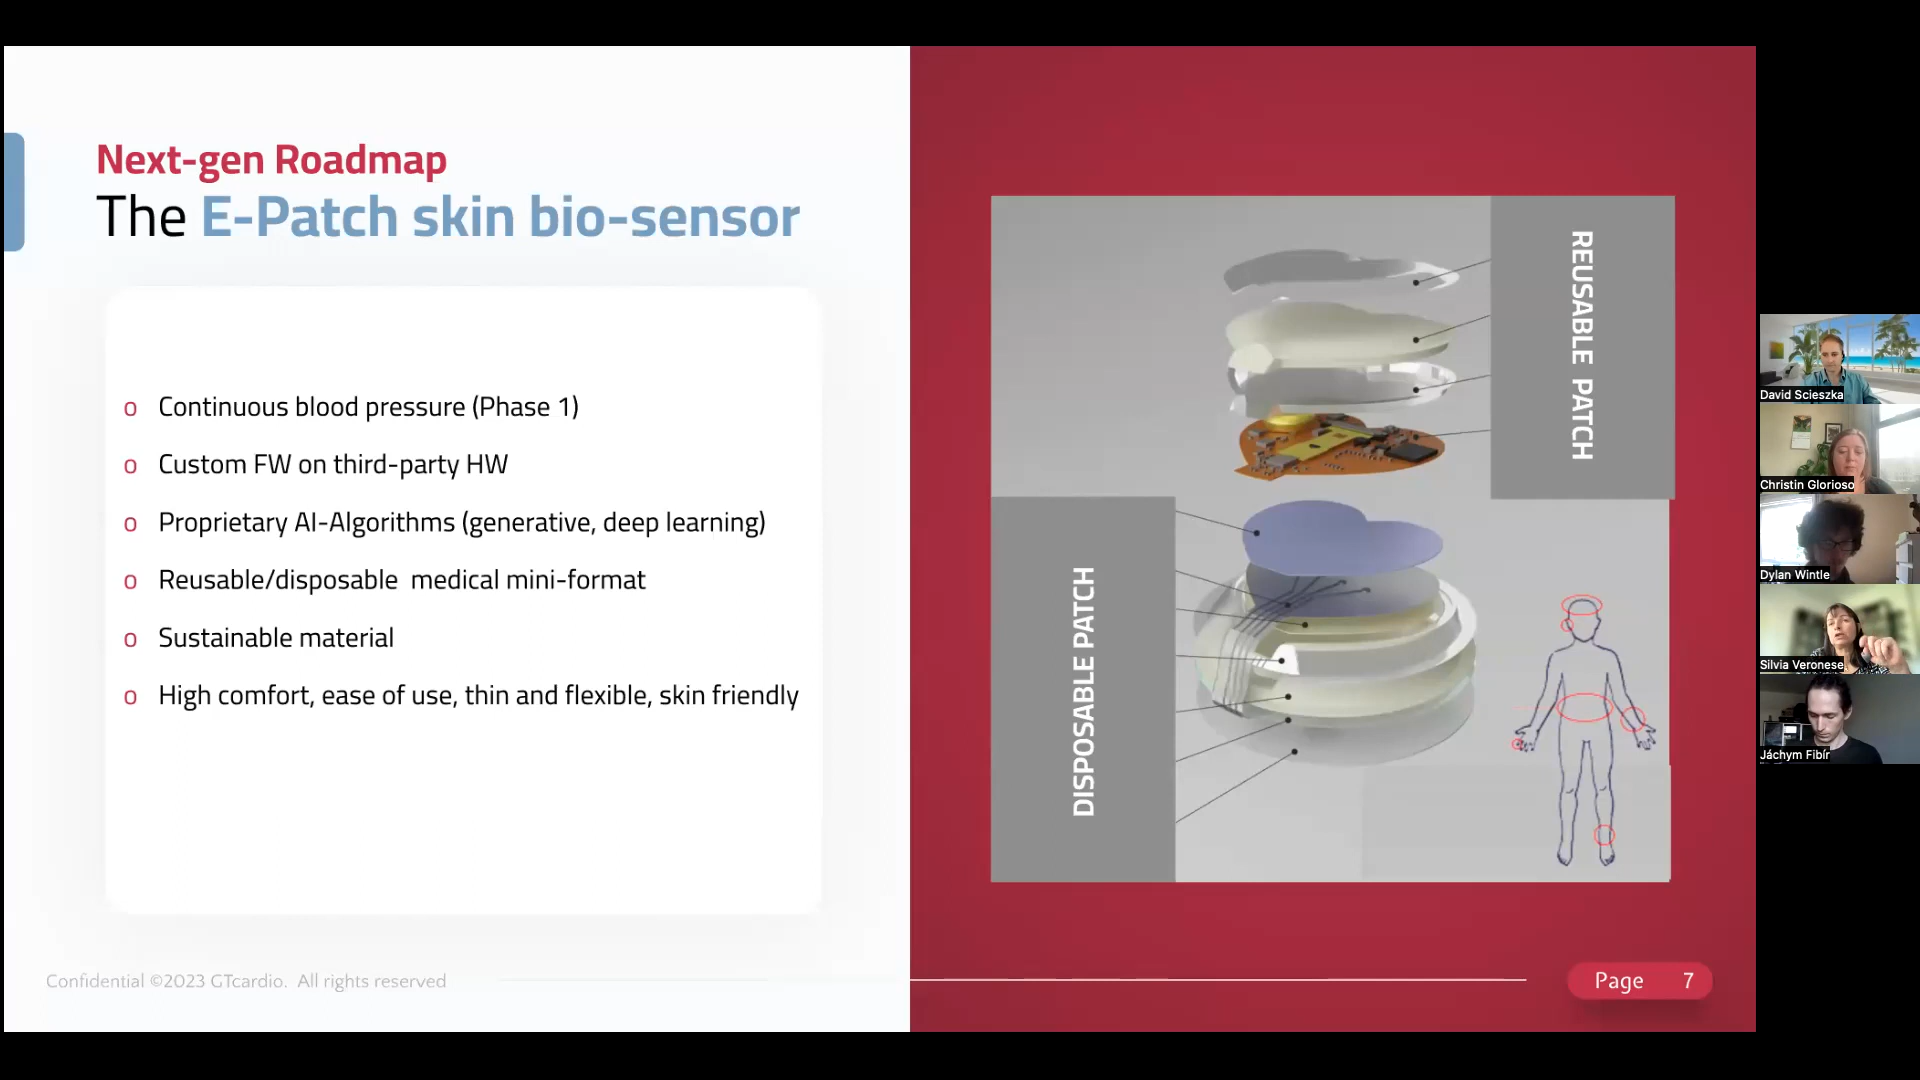 Next-gen Roadmap
The E-Patch skin bio-sensor
o Continuous blood pressure (Phase 1)
o Custom FW on third-party HW
o Proprietary AI-Algorithms (generative, deep learning)
o Reusable/disposable medical mini-format
o Sustainable material
o High comfort, ease of use, thin and flexible, skin friendly
REUSABLE PATCH
DISPOSABLE PATCH
Confidential ©2023 GTcardio. All rights reserved
Page 7
David Scieszka
Christin Glorioso
Dylan Wintle
Silvia Veronese
Jáchym Fibír